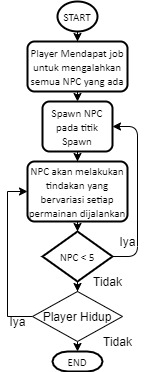 START
Player Mendapat job
untuk mengalahkan
semua NPC yang ada
Spawn NPC
pada titik
Spawn
NPC akan melakukan
tindakan yang
bervariasi setiap
permainan dijalankan
Iya
NPC < 5
Tidak
Player Hidup
Iya
Tidak
END